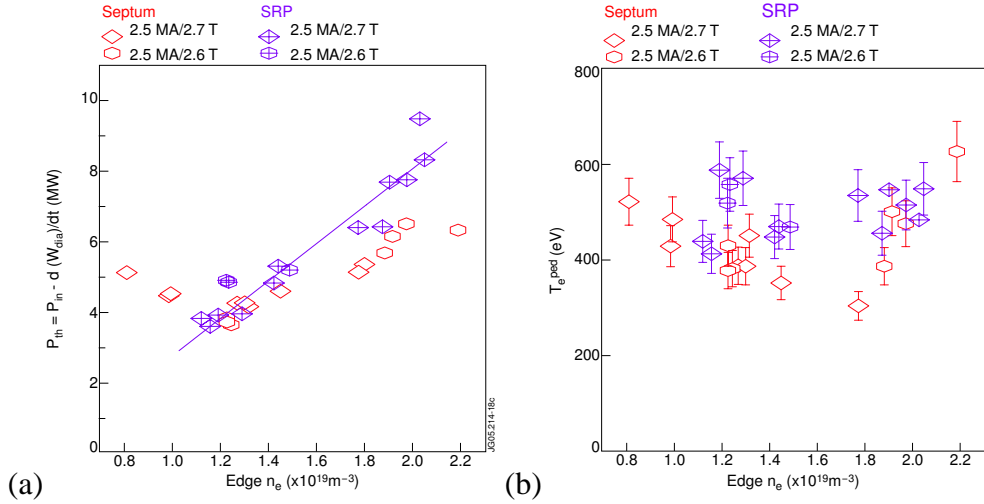 Septum
SRP
2.5 MA/2.7 T
2.5 MA/2.7 T
2.5 MA/2.6 T
2.5 MA/2.6 T
10
8
6
4
2
0
P_th = P_in - d (W_dia)/dt (MW)
0.8 1.0 1.2 1.4 1.6 1.8 2.0 2.2
Edge n_e (x10^19 m^-3)
JG05.214-18c
(a)
Septum
SRP
2.5 MA/2.7 T
2.5 MA/2.7 T
2.5 MA/2.6 T
2.5 MA/2.6 T
800
600
400
200
0
T_e^ped (eV)
0.8 1.0 1.2 1.4 1.6 1.8 2.0 2.2
Edge n_e (x10^19 m^-3)
(b)